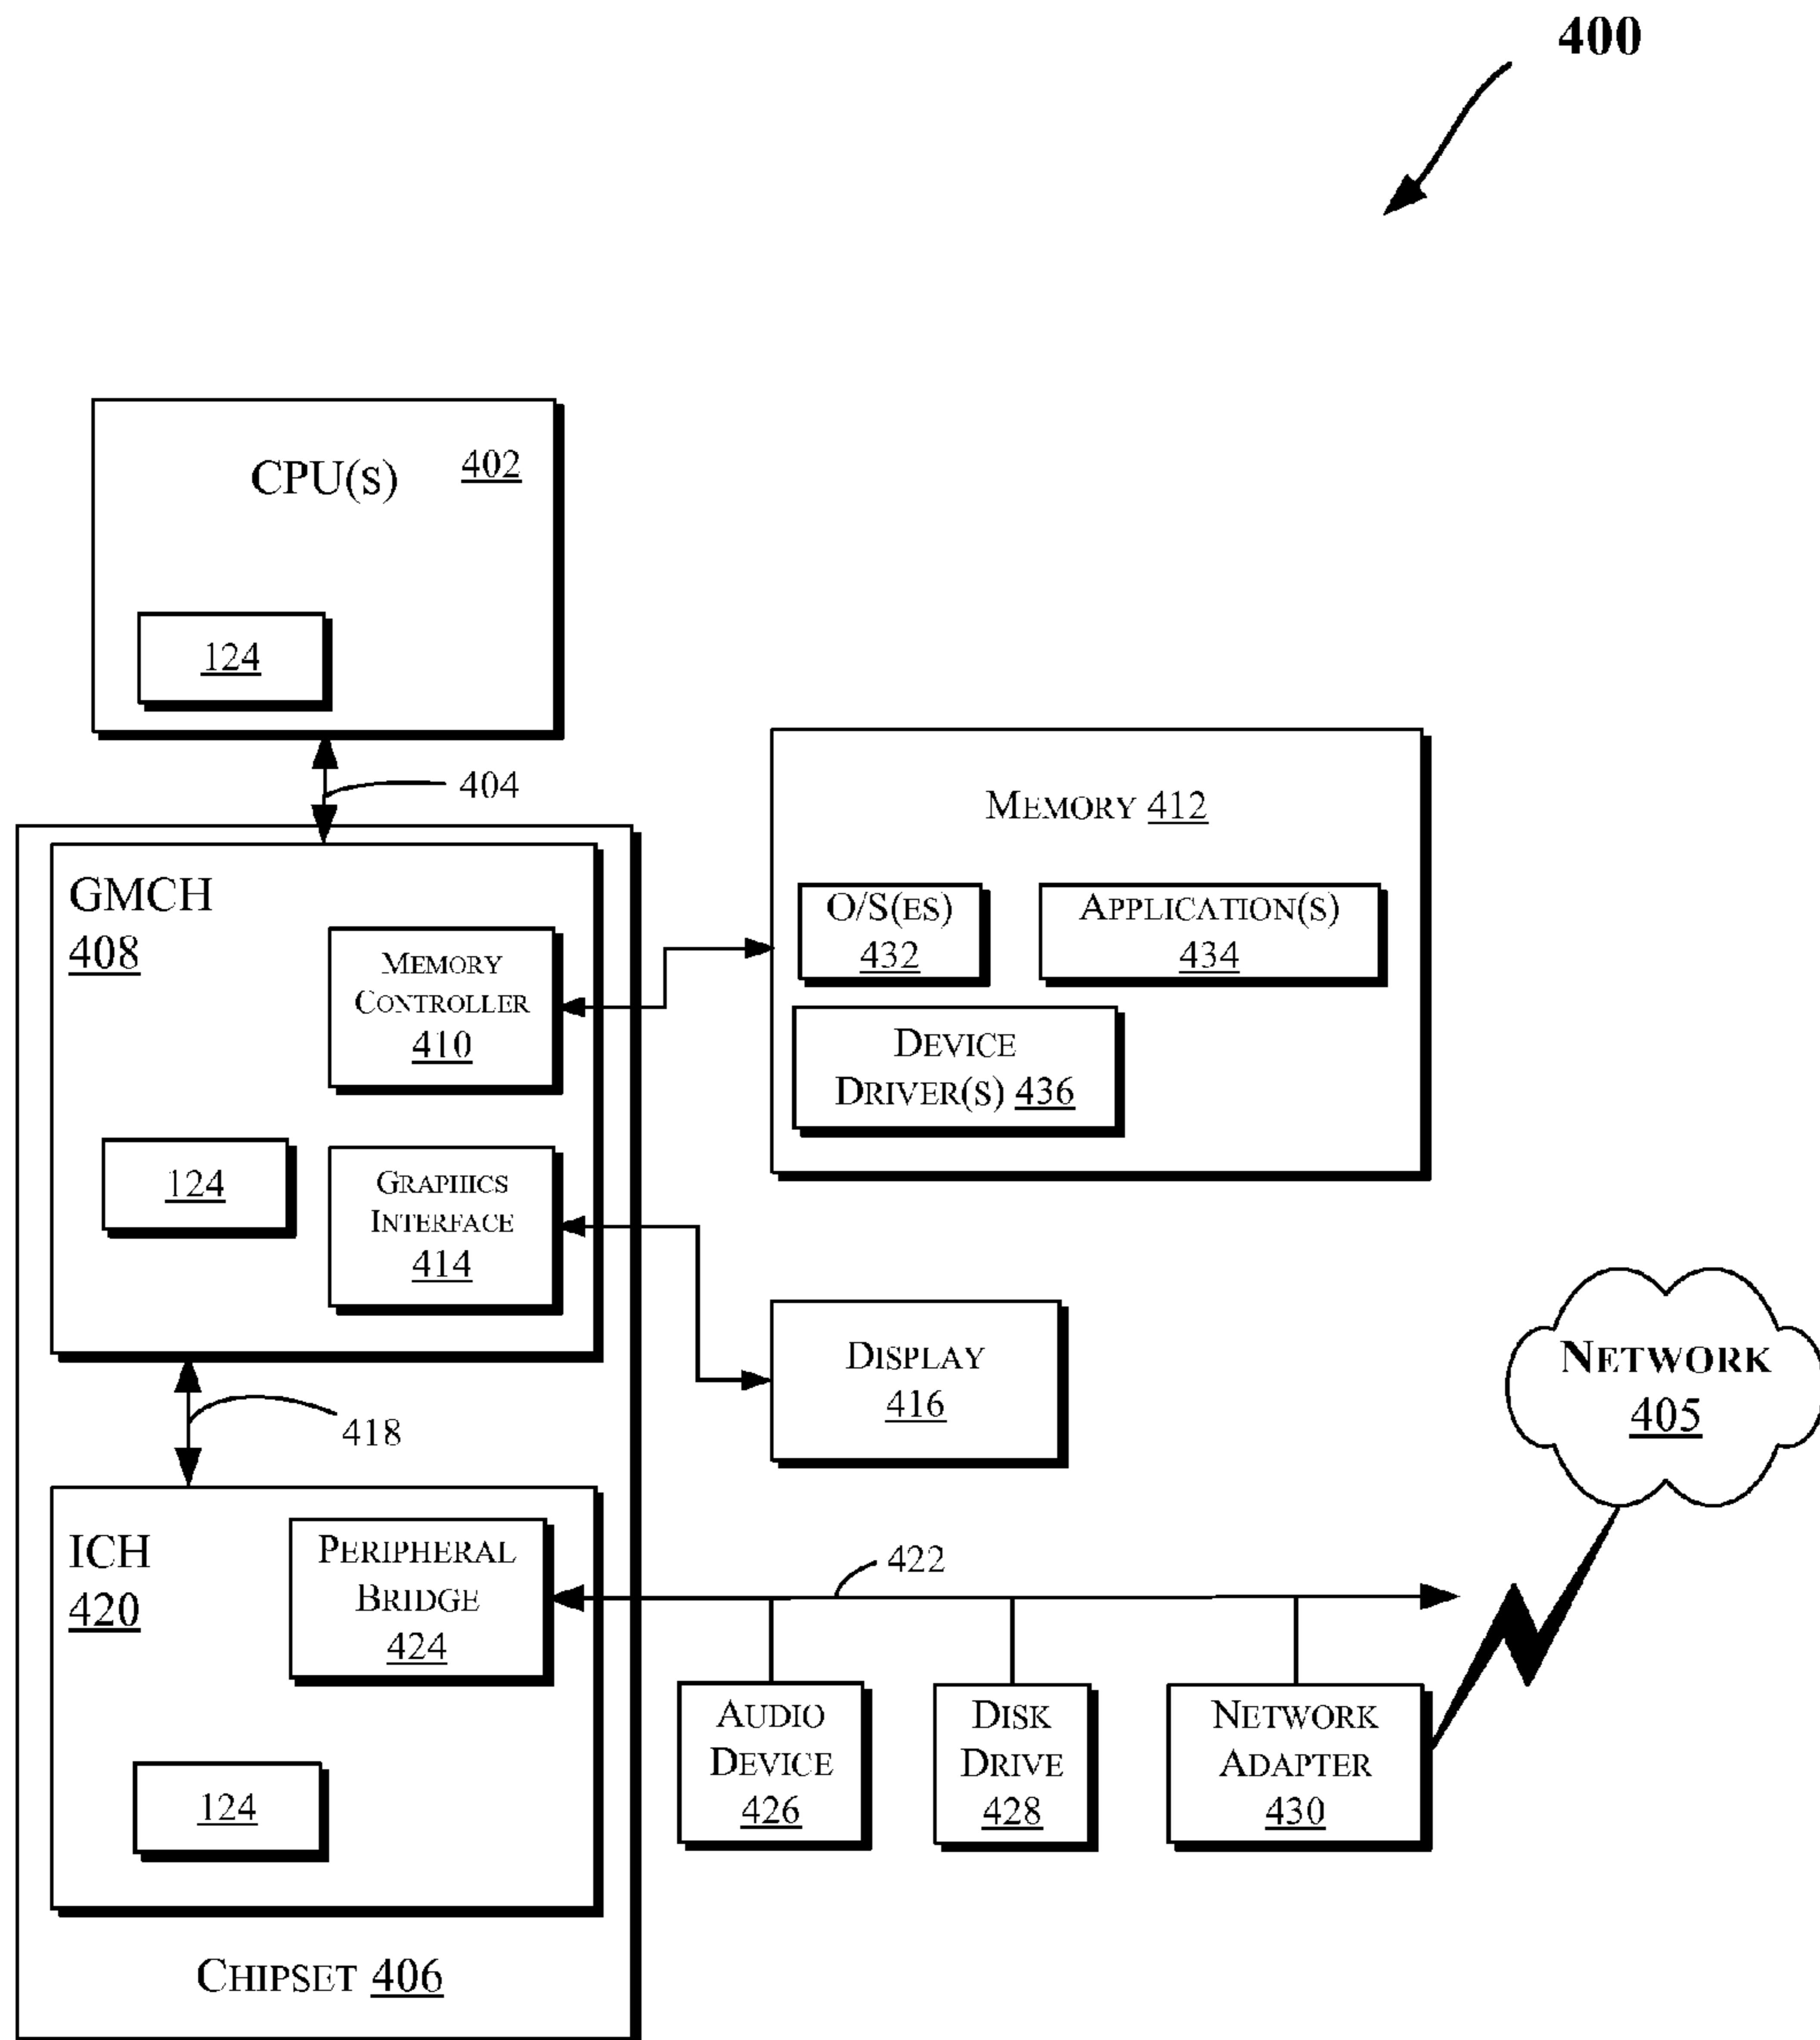 400
CPU(s) 402
124
404
GMCH
408
MEMORY
CONTROLLER
410
124
GRAPHICS
INTERFACE
414
MEMORY 412
O/S(ES)
432
APPLICATION(S)
434
DEVICE
DRIVER(S) 436
DISPLAY
416
NETWORK
405
418
ICH
420
PERIPHERAL
BRIDGE
424
422
124
AUDIO
DEVICE
426
DISK
DRIVE
428
NETWORK
ADAPTER
430
CHIPSET 406